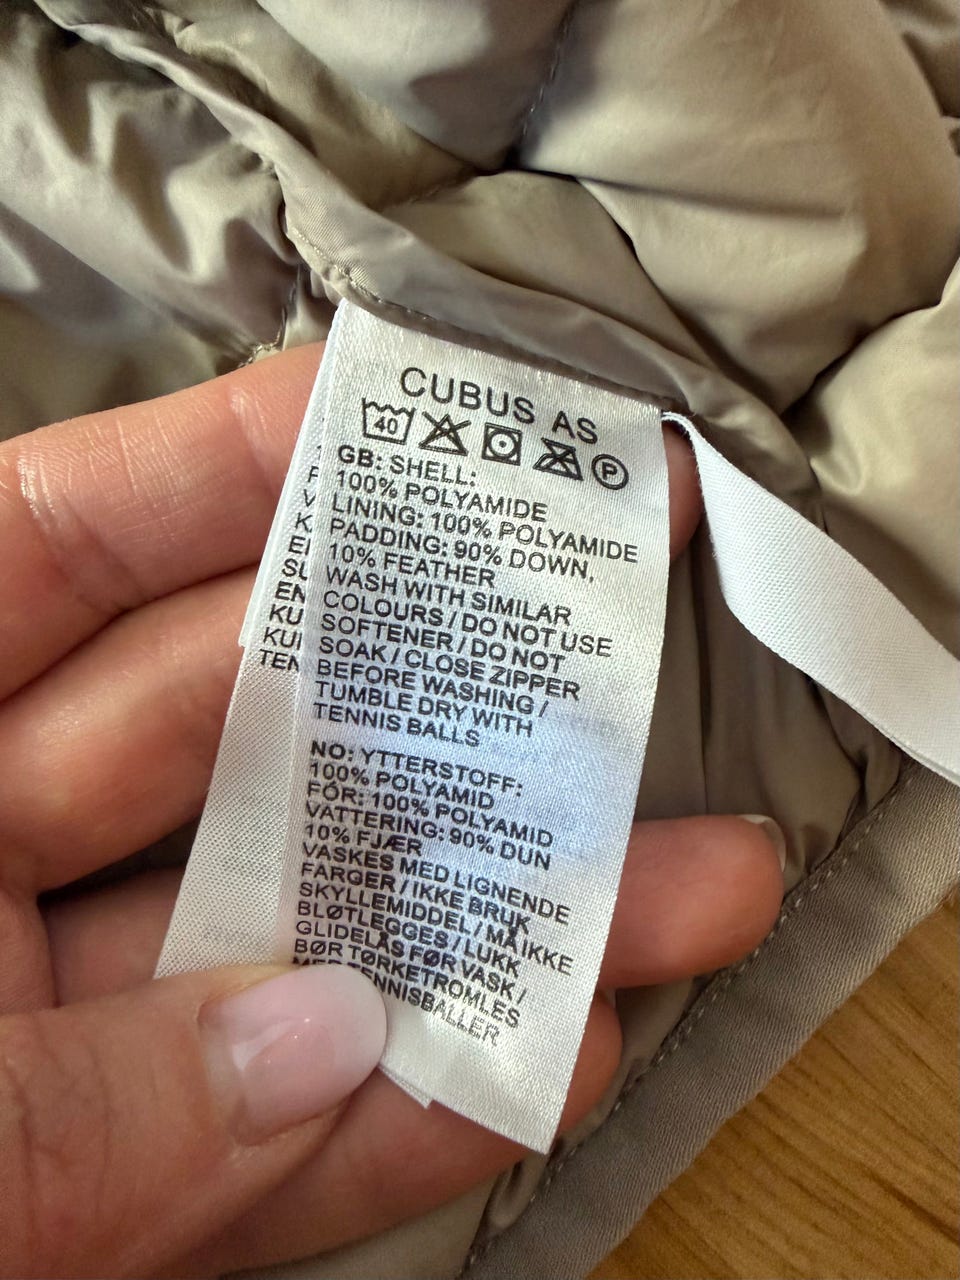 CUBUS AS
40
P
GB: SHELL:
100% POLYAMIDE
LINING: 100% POLYAMIDE
PADDING: 90% DOWN,
10% FEATHER
WASH WITH SIMILAR
COLOURS / DO NOT USE
SOFTENER / DO NOT
SOAK / CLOSE ZIPPER
BEFORE WASHING /
TUMBLE DRY WITH
TENNIS BALLS
NO: YTTERSTOFF:
100% POLYAMID
FÓR: 100% POLYAMID
VATTERING: 90% DUN
10% FJÆR
VASKES MED LIGNENDE
FARGER / IKKE BRUK
SKYLLEMIDDEL / MÅ IKKE
BLØTLEGGES / LUKK
GLIDELÅS FØR VASK /
BØR TØRKETROMLES
MED TENNISBALLER